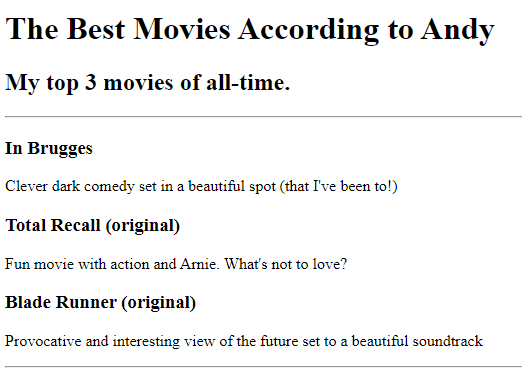 The Best Movies According to Andy
My top 3 movies of all-time.
In Brugges
Clever dark comedy set in a beautiful spot (that I've been to!)
Total Recall (original)
Fun movie with action and Arnie. What's not to love?
Blade Runner (original)
Provocative and interesting view of the future set to a beautiful soundtrack